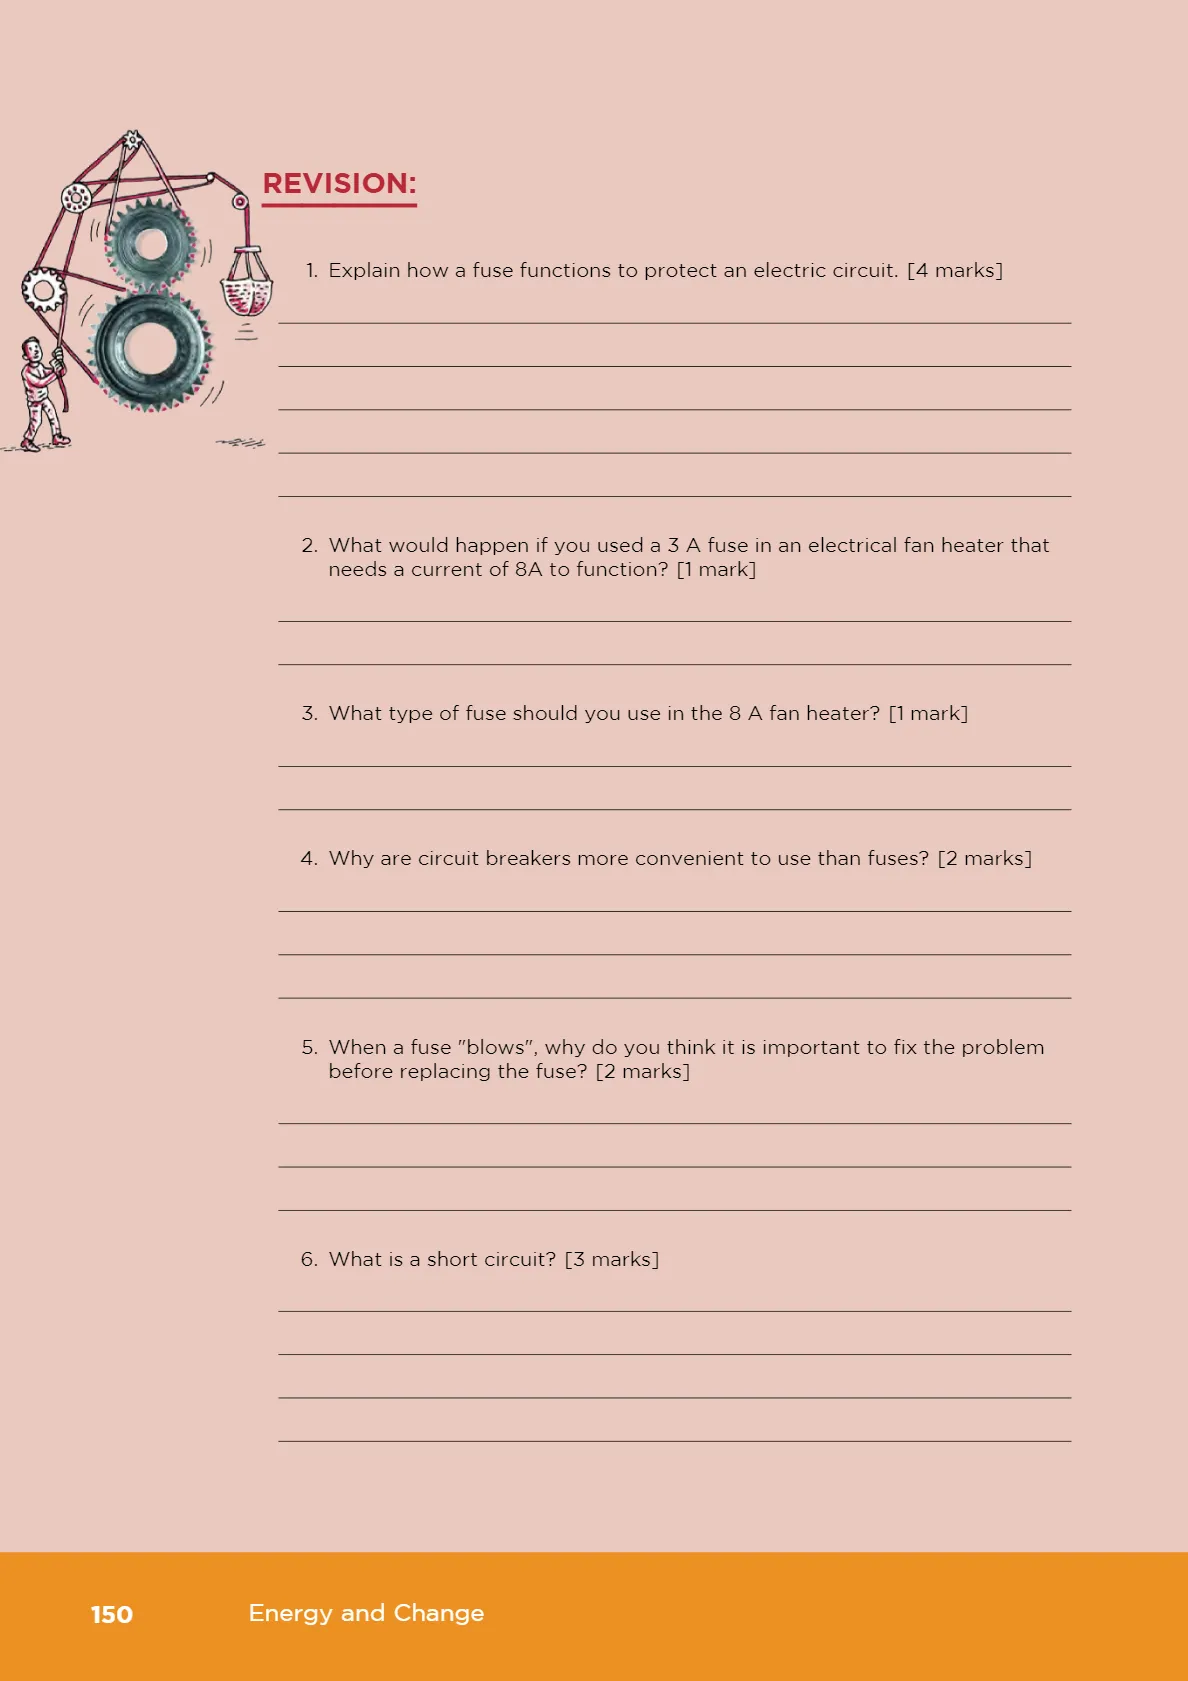 REVISION:
1. Explain how a fuse functions to protect an electric circuit. [4 marks]
2. What would happen if you used a 3 A fuse in an electrical fan heater that
needs a current of 8A to function? [1 mark]
3. What type of fuse should you use in the 8 A fan heater? [1 mark]
4. Why are circuit breakers more convenient to use than fuses? [2 marks]
5. When a fuse "blows", why do you think it is important to fix the problem
before replacing the fuse? [2 marks]
6. What is a short circuit? [3 marks]
150 Energy and Change